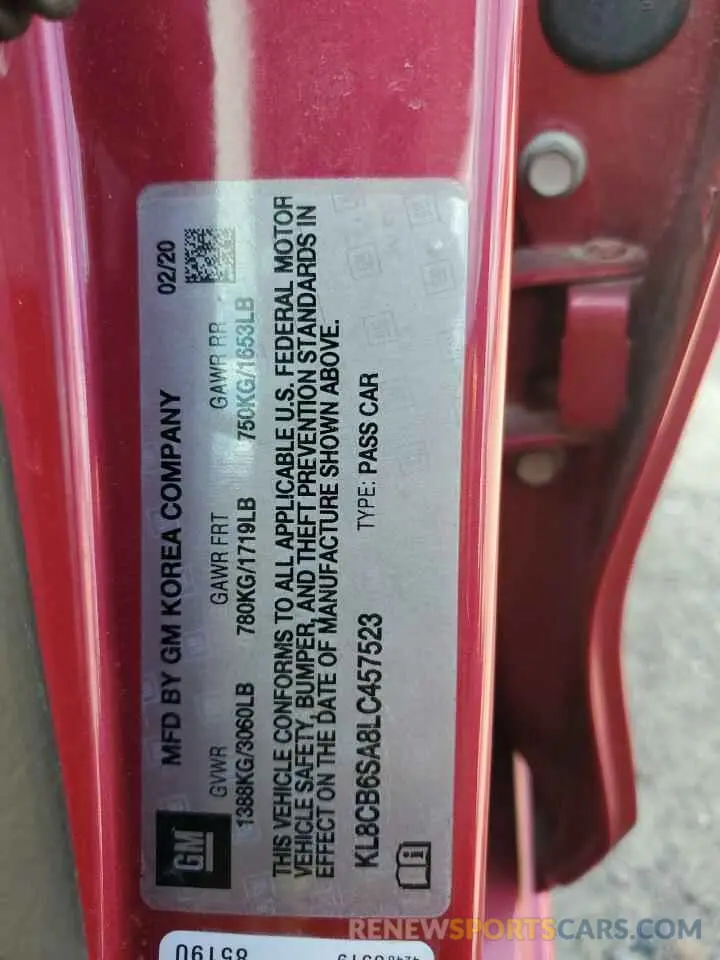 MFD BY GM KOREA COMPANY 02/20
GVWR GAWR FRT GAWR RR
1388KG/3060LB 780KG/1719LB 750KG/1653LB
THIS VEHICLE CONFORMS TO ALL APPLICABLE U.S. FEDERAL MOTOR
VEHICLE SAFETY, BUMPER, AND THEFT PREVENTION STANDARDS IN
EFFECT ON THE DATE OF MANUFACTURE SHOWN ABOVE.
KL8CB6SA8LC457523 TYPE: PASS CAR
GM
RENEWSPORTSCARS.COM